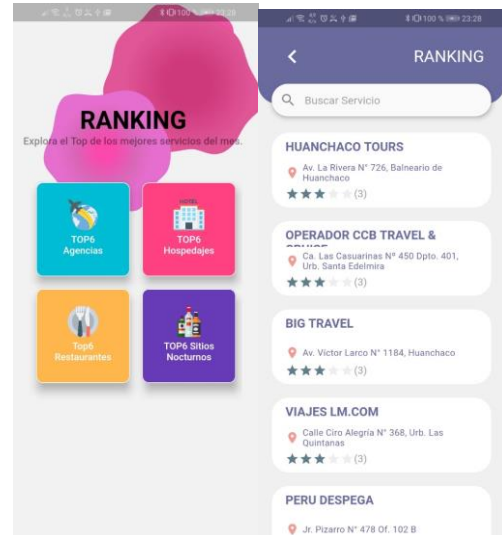 100 % 23:28
RANKING
Explora el Top de los mejores servicios del mes.
TOP6
Agencias
HOTEL
TOP6
Hospedajes
Top6
Restaurantes
TOP6 Sitios
Nocturnos
100 % 23:28
RANKING
Buscar Servicio
HUANCHACO TOURS
Av. La Rivera N° 726, Balneario de
Huanchaco
(3)
OPERADOR CCB TRAVEL &
CRUISE
Ca. Las Casuarinas Nº 450 Dpto. 401,
Urb. Santa Edelmira
(3)
BIG TRAVEL
Av. Victor Larco N° 1184, Huanchaco
(3)
VIAJES LM.COM
Calle Ciro Alegría N° 368, Urb. Las
Quintanas
(3)
PERU DESPEGA
Jr. Pizarro N° 478 Of. 102 B